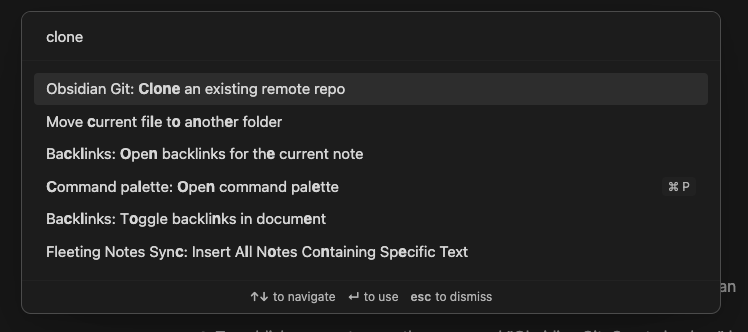 clone
Obsidian Git: Clone an existing remote repo
Move current file to another folder
Backlinks: Open backlinks for the current note
Command palette: Open command palette ⌘ P
Backlinks: Toggle backlinks in document
Fleeting Notes Sync: Insert All Notes Containing Specific Text
an
↑↓ to navigate ↵ to use esc to dismiss